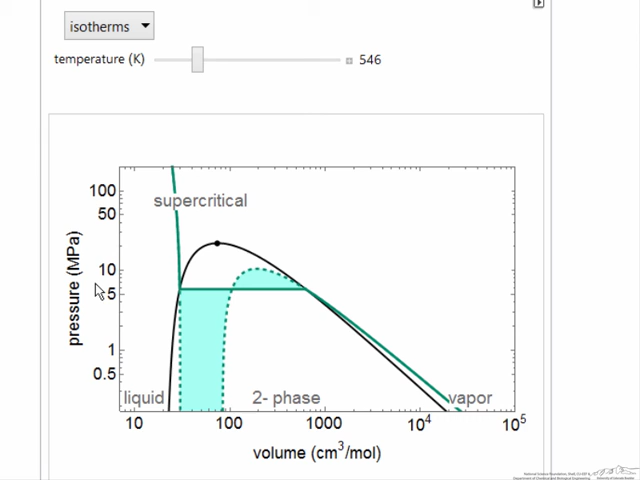 isotherms
temperature (K) 546
supercritical
100
50
10
5
1
0.5
pressure (MPa)
liquid 2- phase vapor
10 100 1000 10⁴ 10⁵
volume (cm³/mol)